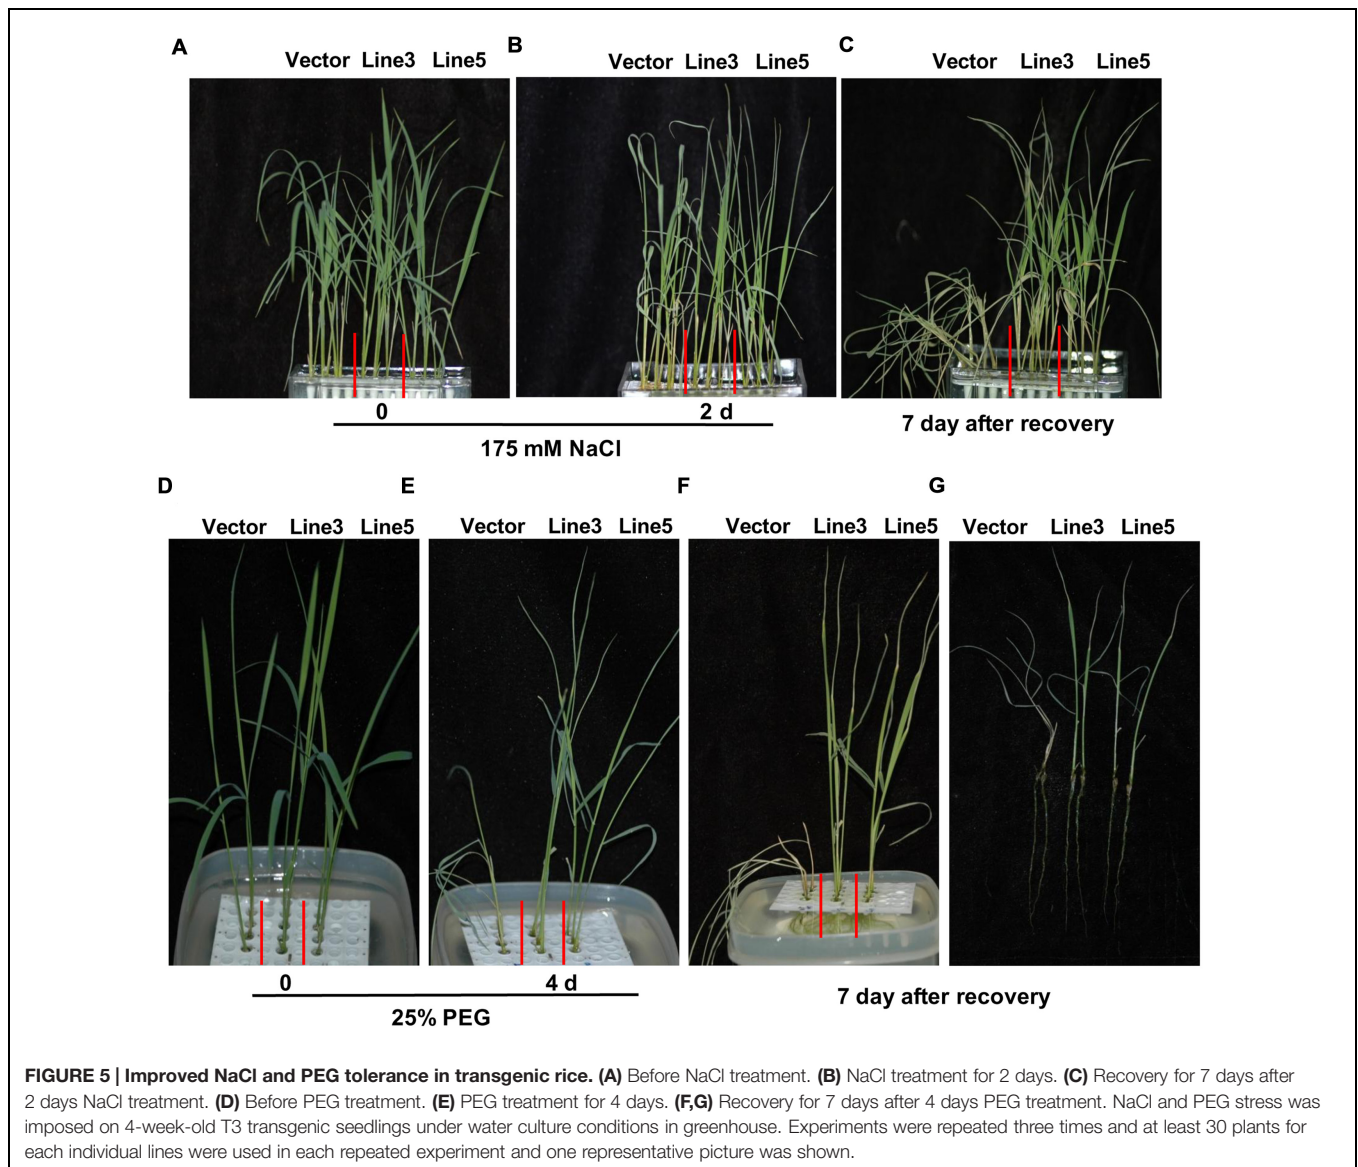 A
Vector Line3 Line5
B
Vector Line3 Line5
C
Vector Line3 Line5
0
2 d
175 mM NaCl
7 day after recovery
D
Vector Line3 Line5
E
Vector Line3 Line5
F
Vector Line3 Line5
G
Vector Line3 Line5
0
4 d
25% PEG
7 day after recovery
FIGURE 5 | Improved NaCl and PEG tolerance in transgenic rice. (A) Before NaCl treatment. (B) NaCl treatment for 2 days. (C) Recovery for 7 days after
2 days NaCl treatment. (D) Before PEG treatment. (E) PEG treatment for 4 days. (F,G) Recovery for 7 days after 4 days PEG treatment. NaCl and PEG stress was
imposed on 4-week-old T3 transgenic seedlings under water culture conditions in greenhouse. Experiments were repeated three times and at least 30 plants for
each individual lines were used in each repeated experiment and one representative picture was shown.